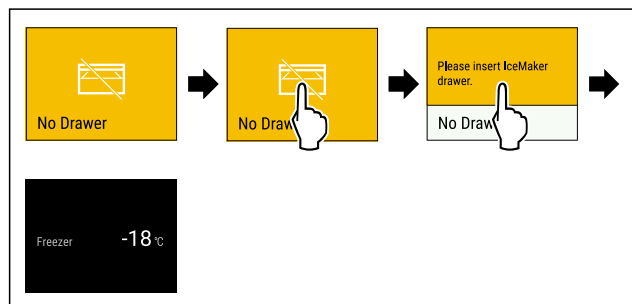 No Drawer
No Draw
Please insert IceMaker
drawer.
No Draw
Freezer -18 °C